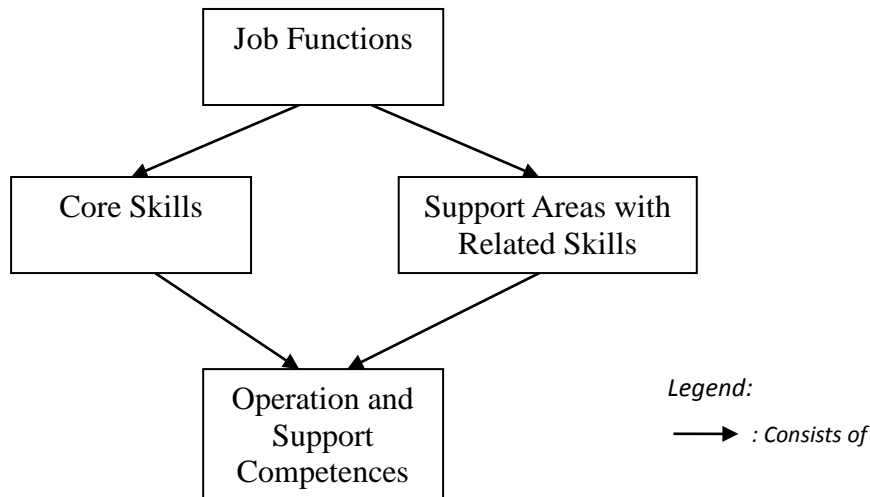 Job Functions
Core Skills
Support Areas with
Related Skills
Operation and
Support
Competences
Legend:
: Consists of